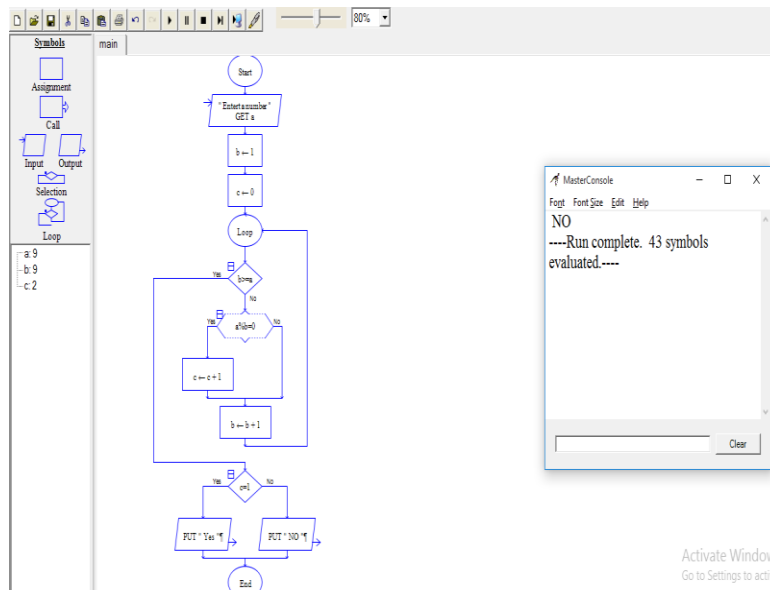 80%
Symbols
main
Assignment
Call
Input Output
Selection
Loop
a: 9
b: 9
c: 2
Start
"Enter a number"
GET a
b ← 1
c ← 0
Loop
Yes
b>=a
No
Yes
a%b=0
No
c ← c + 1
b ← b + 1
Yes
c=1
No
PUT "Yes"¶
PUT "NO"¶
End
MasterConsole
Font Font Size Edit Help
NO
----Run complete. 43 symbols
evaluated.----
Clear
Activate Window
Go to Settings to acti